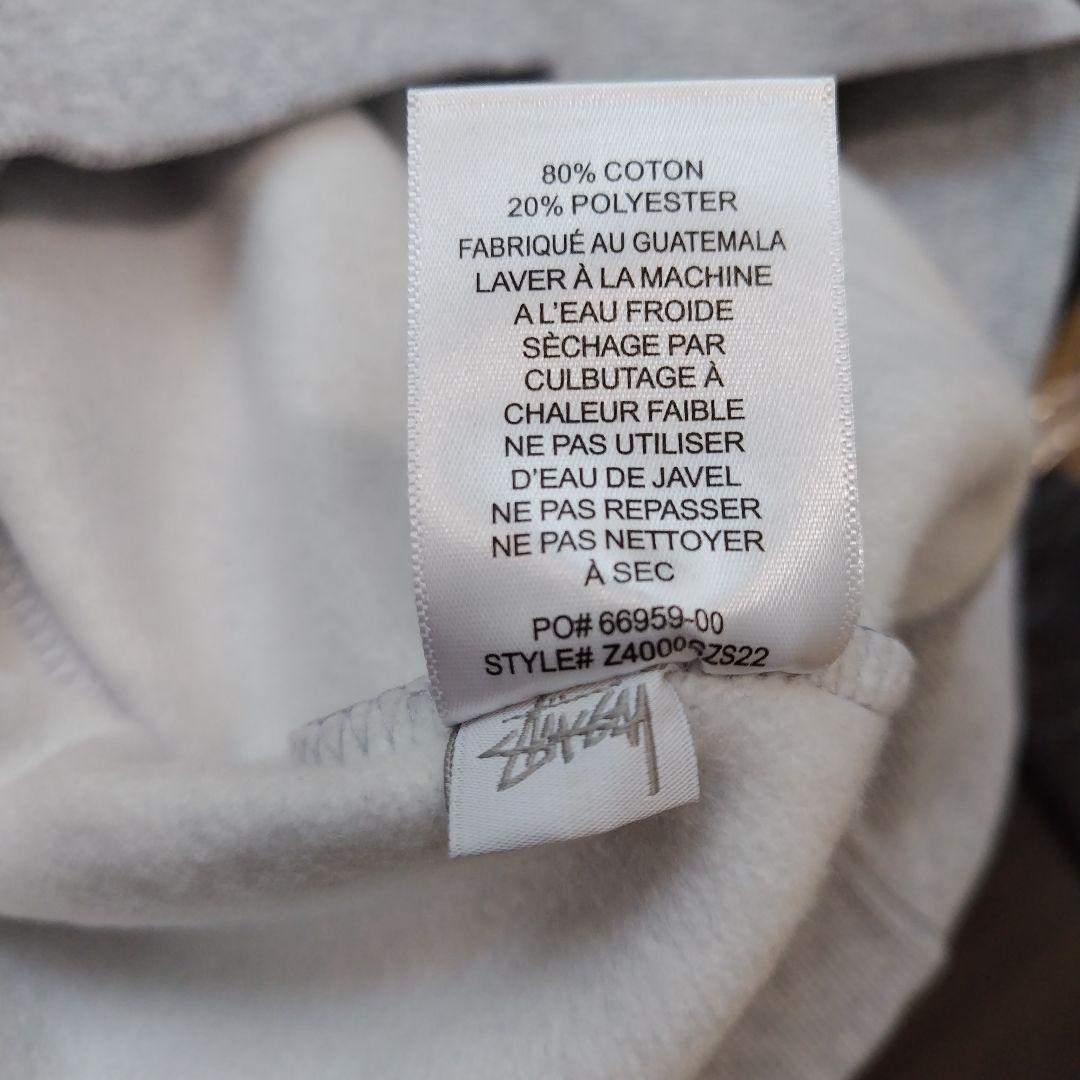 80% COTON
20% POLYESTER
FABRIQUÉ AU GUATEMALA
LAVER À LA MACHINE
A L'EAU FROIDE
SÈCHAGE PAR
CULBUTAGE À
CHALEUR FAIBLE
NE PAS UTILISER
D'EAU DE JAVEL
NE PAS REPASSER
NE PAS NETTOYER
À SEC
PO# 66959-00
STYLE#
STUSSY